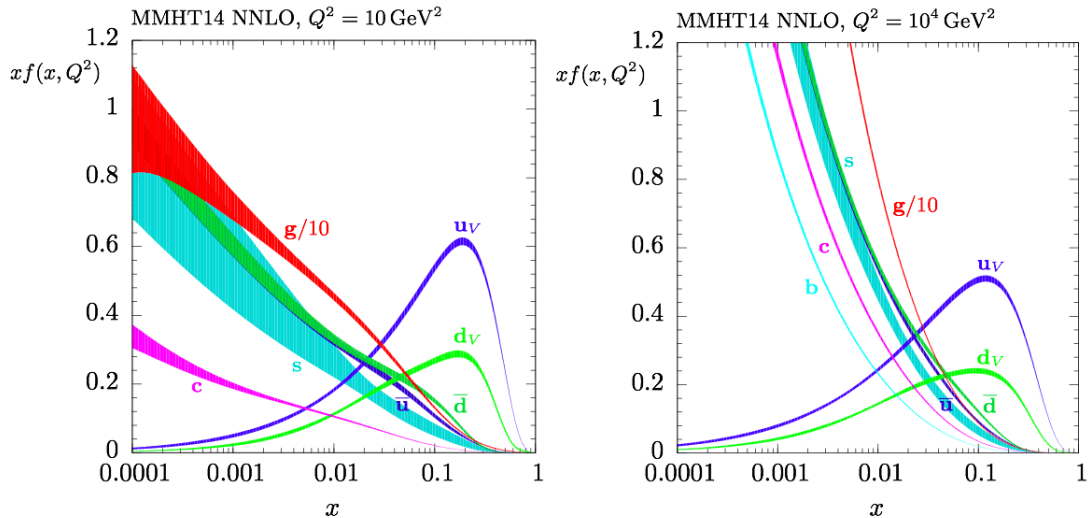 MMHT14 NNLO, Q² = 10 GeV²
1.2
xf(x, Q²)
1
0.8
0.6
0.4
0.2
0
g/10
u_V
d_V
s
c
u̅
d̅
0.0001 0.001 0.01 0.1 1
x
MMHT14 NNLO, Q² = 10⁴ GeV²
1.2
xf(x, Q²)
1
0.8
0.6
0.4
0.2
0
s
g/10
c
b
u_V
d_V
u̅
d̅
0.0001 0.001 0.01 0.1 1
x